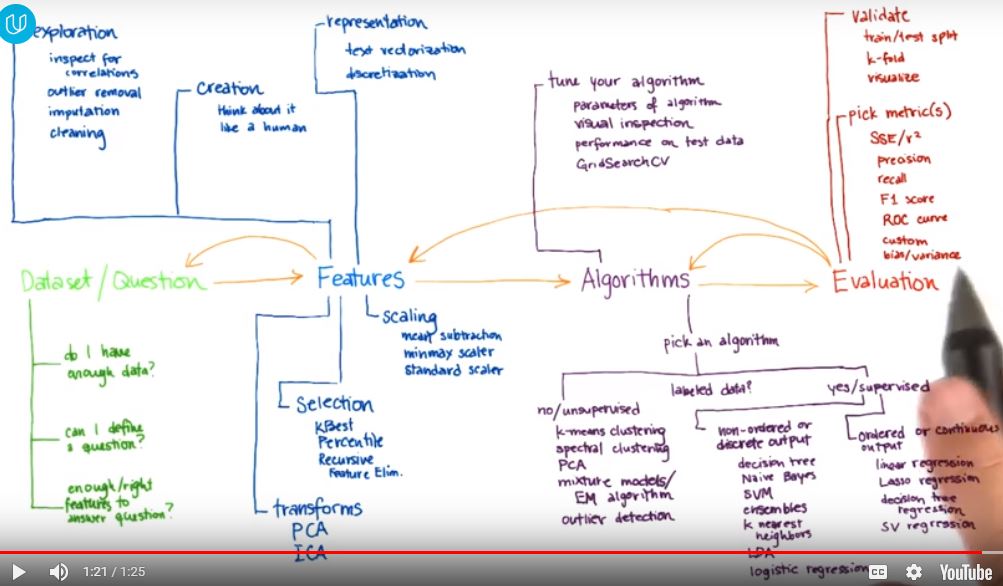 exploration
inspect for
correlations
outlier removal
imputation
cleaning
creation
think about it
like a human
representation
text vectorization
discretization
tune your algorithm
parameters of algorithm
visual inspection
performance on test data
GridSearchCV
validate
train/test split
k-fold
visualize
pick metric(s)
SSE/r²
precision
recall
F1 score
ROC curve
custom
bias/variance
Dataset/Question
Features
Algorithms
Evaluation
do I have
enough data?
can I define
a question?
enough/right
features to
answer question?
scaling
mean subtraction
minmax scaler
standard scaler
Selection
KBest
Percentile
Recursive
Feature Elim.
transforms
PCA
ICA
pick an algorithm
labeled data?
no/unsupervised
k-means clustering
spectral clustering
PCA
mixture models/
EM algorithm
outlier detection
yes/supervised
non-ordered or
discrete output
decision tree
Naive Bayes
SVM
ensembles
k nearest
neighbors
LDA
logistic regression
ordered or continuous
output
linear regression
Lasso regression
decision tree
regression
SV regression
1:21 / 1:25
CC
YouTube